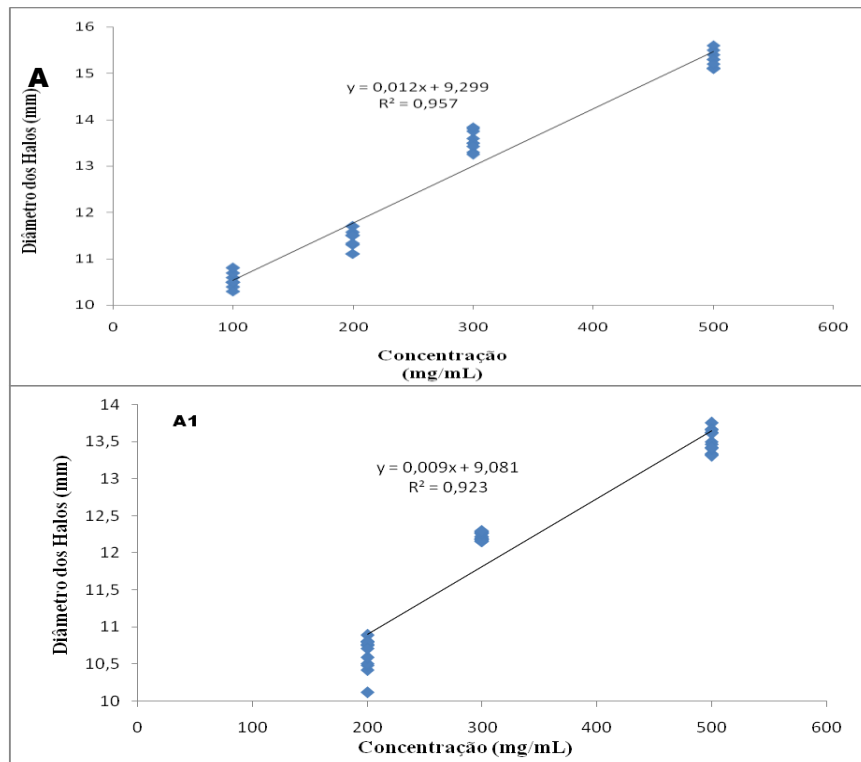 A
Diâmetro dos Halos (mm)
16
15
14
13
12
11
10
y = 0,012x + 9,299
R² = 0,957
0 100 200 300 400 500 600
Concentração
(mg/mL)
A1
Diâmetro dos Halos (mm)
14
13,5
13
12,5
12
11,5
11
10,5
10
y = 0,009x + 9,081
R² = 0,923
0 100 200 300 400 500 600
Concentração (mg/mL)